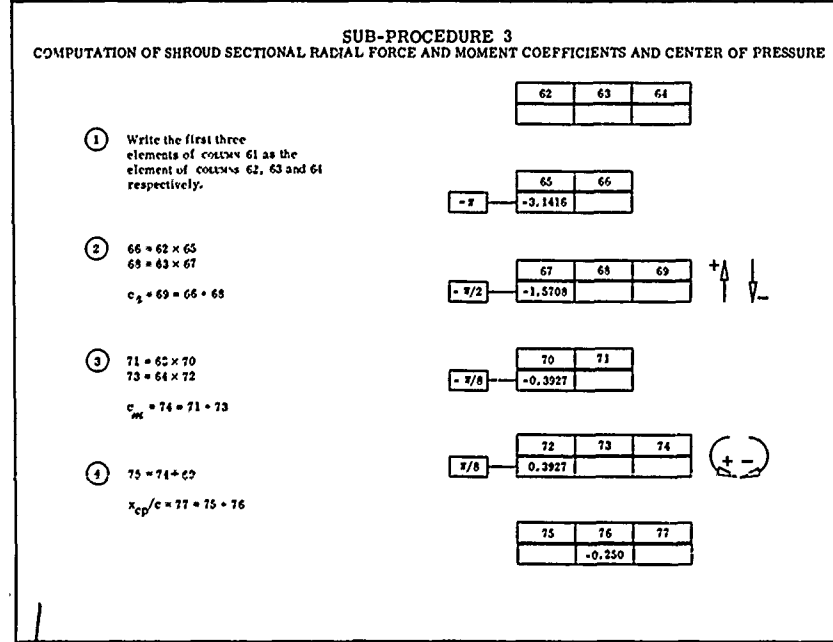 SUB-PROCEDURE 3
COMPUTATION OF SHROUD SECTIONAL RADIAL FORCE AND MOMENT COEFFICIENTS AND CENTER OF PRESSURE
62 63 64
1 Write the first three
elements of COLUMN 61 as the
element of COLUMNS 62, 63 and 64
respectively.
65 66
-π -3.1416
2 66 = 62 × 65
68 = 63 × 67
c₂ = 69 = 66 + 68
67 68 69
-π/2 -1.5708
+ -
3 71 = 63 × 70
73 = 64 × 72
cₘ = 74 = 71 + 73
70 71
-π/8 -0.3927
72 73 74
π/8 0.3927
+ -
4 75 = 74 ÷ 69
x_cp/c = 77 = 75 + 76
75 76 77
-0.250